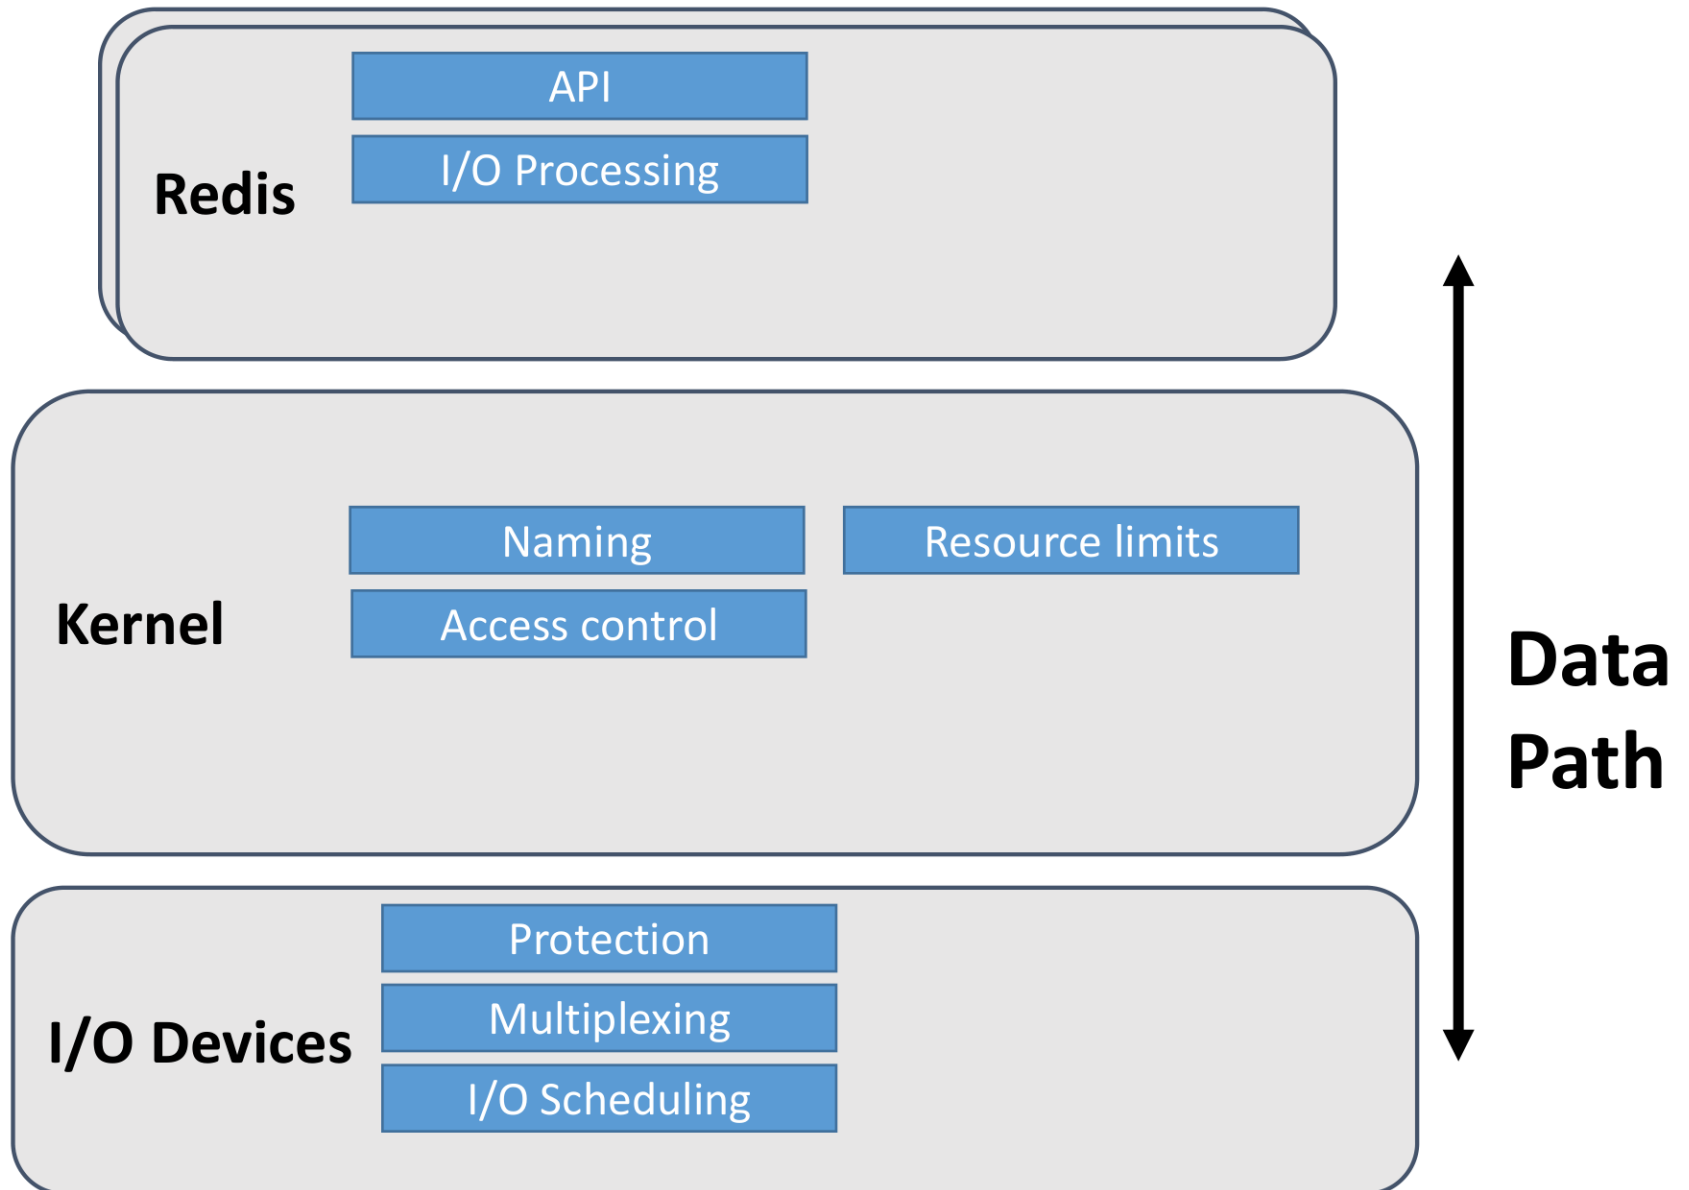 API
I/O Processing
Redis
Naming
Resource limits
Access control
Kernel
Data
Path
Protection
Multiplexing
I/O Devices
I/O Scheduling